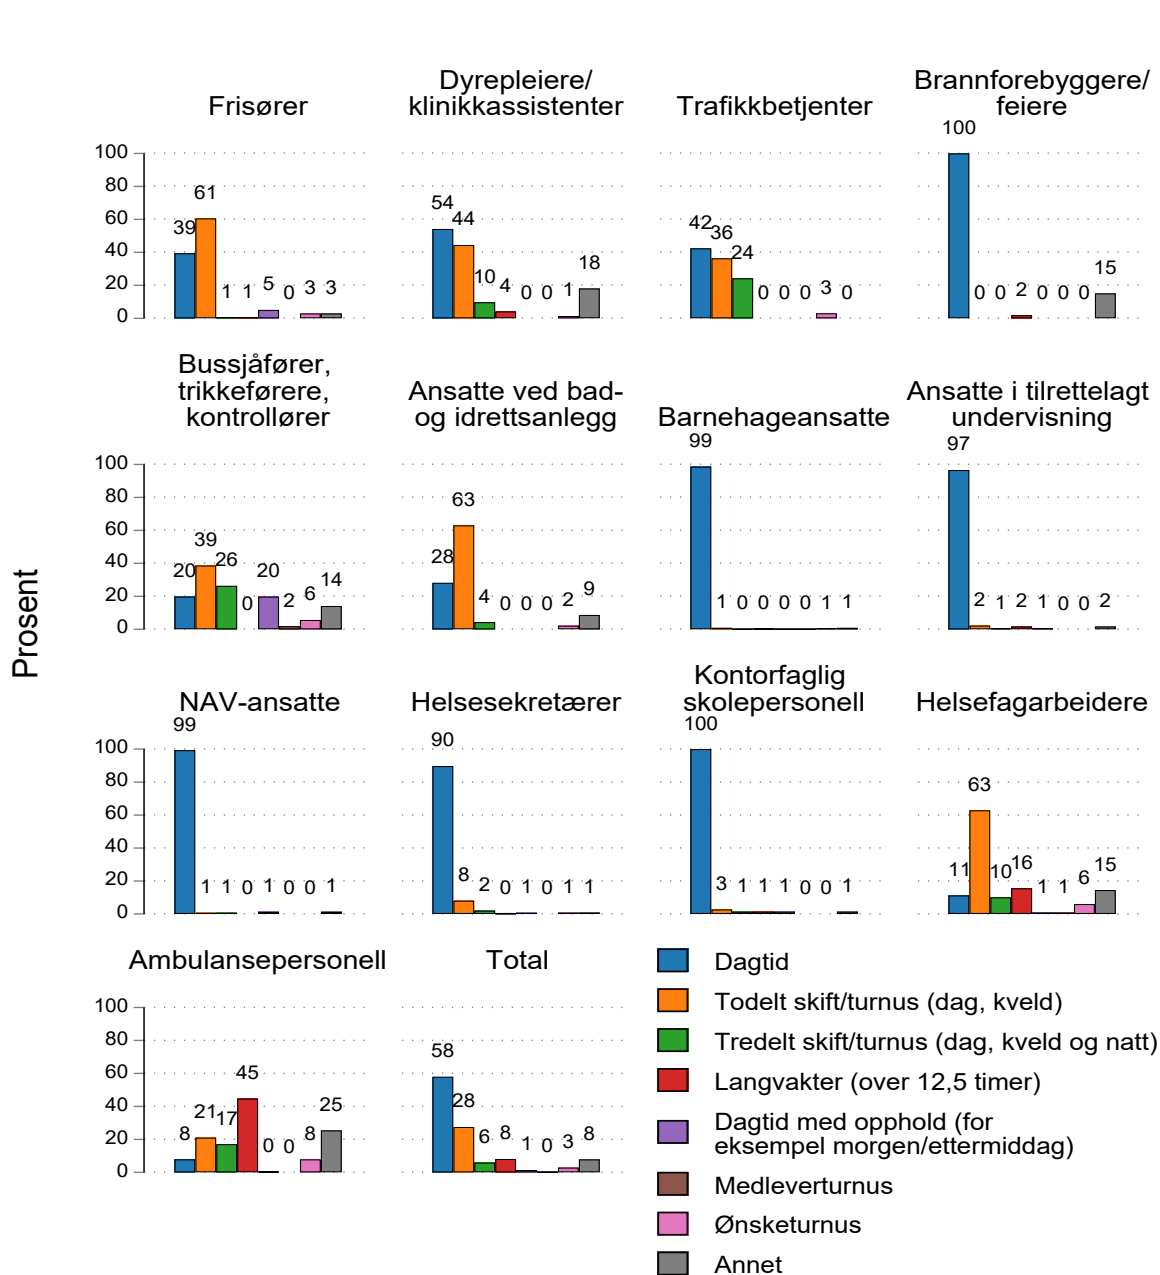 Prosent
Frisører
Dyrepleiere/
klinikkassistenter
Trafikkbetjenter
Brannforebyggere/
feiere
100
80
60
40
20
0
39 61 1 1 5 0 3 3
54 44 10 4 0 0 1 18
42 36 24 0 0 0 3 0
100 0 0 2 0 0 0 15
Bussjåfører,
trikkeførere,
kontrollører
Ansatte ved bad-
og idrettsanlegg
Barnehageansatte
Ansatte i tilrettelagt
undervisning
100
80
60
40
20
0
20 39 26 0 20 2 6 14
28 63 4 0 0 0 2 9
99 1 0 0 0 0 1 1
97 2 1 2 1 0 0 2
NAV-ansatte
Helsesekretærer
Kontorfaglig
skolepersonell
Helsefagarbeidere
100
80
60
40
20
0
99 1 1 0 1 0 0 1
90 8 2 0 1 0 1 1
100 3 1 1 1 0 0 1
11 63 10 16 1 1 6 15
Ambulansepersonell
Total
100
80
60
40
20
0
8 21 17 45 0 0 8 25
58 28 6 8 1 0 3 8
Dagtid
Todelt skift/turnus (dag, kveld)
Tredelt skift/turnus (dag, kveld og natt)
Langvakter (over 12,5 timer)
Dagtid med opphold (for
eksempel morgen/ettermiddag)
Medleverturnus
Ønsketurnus
Annet